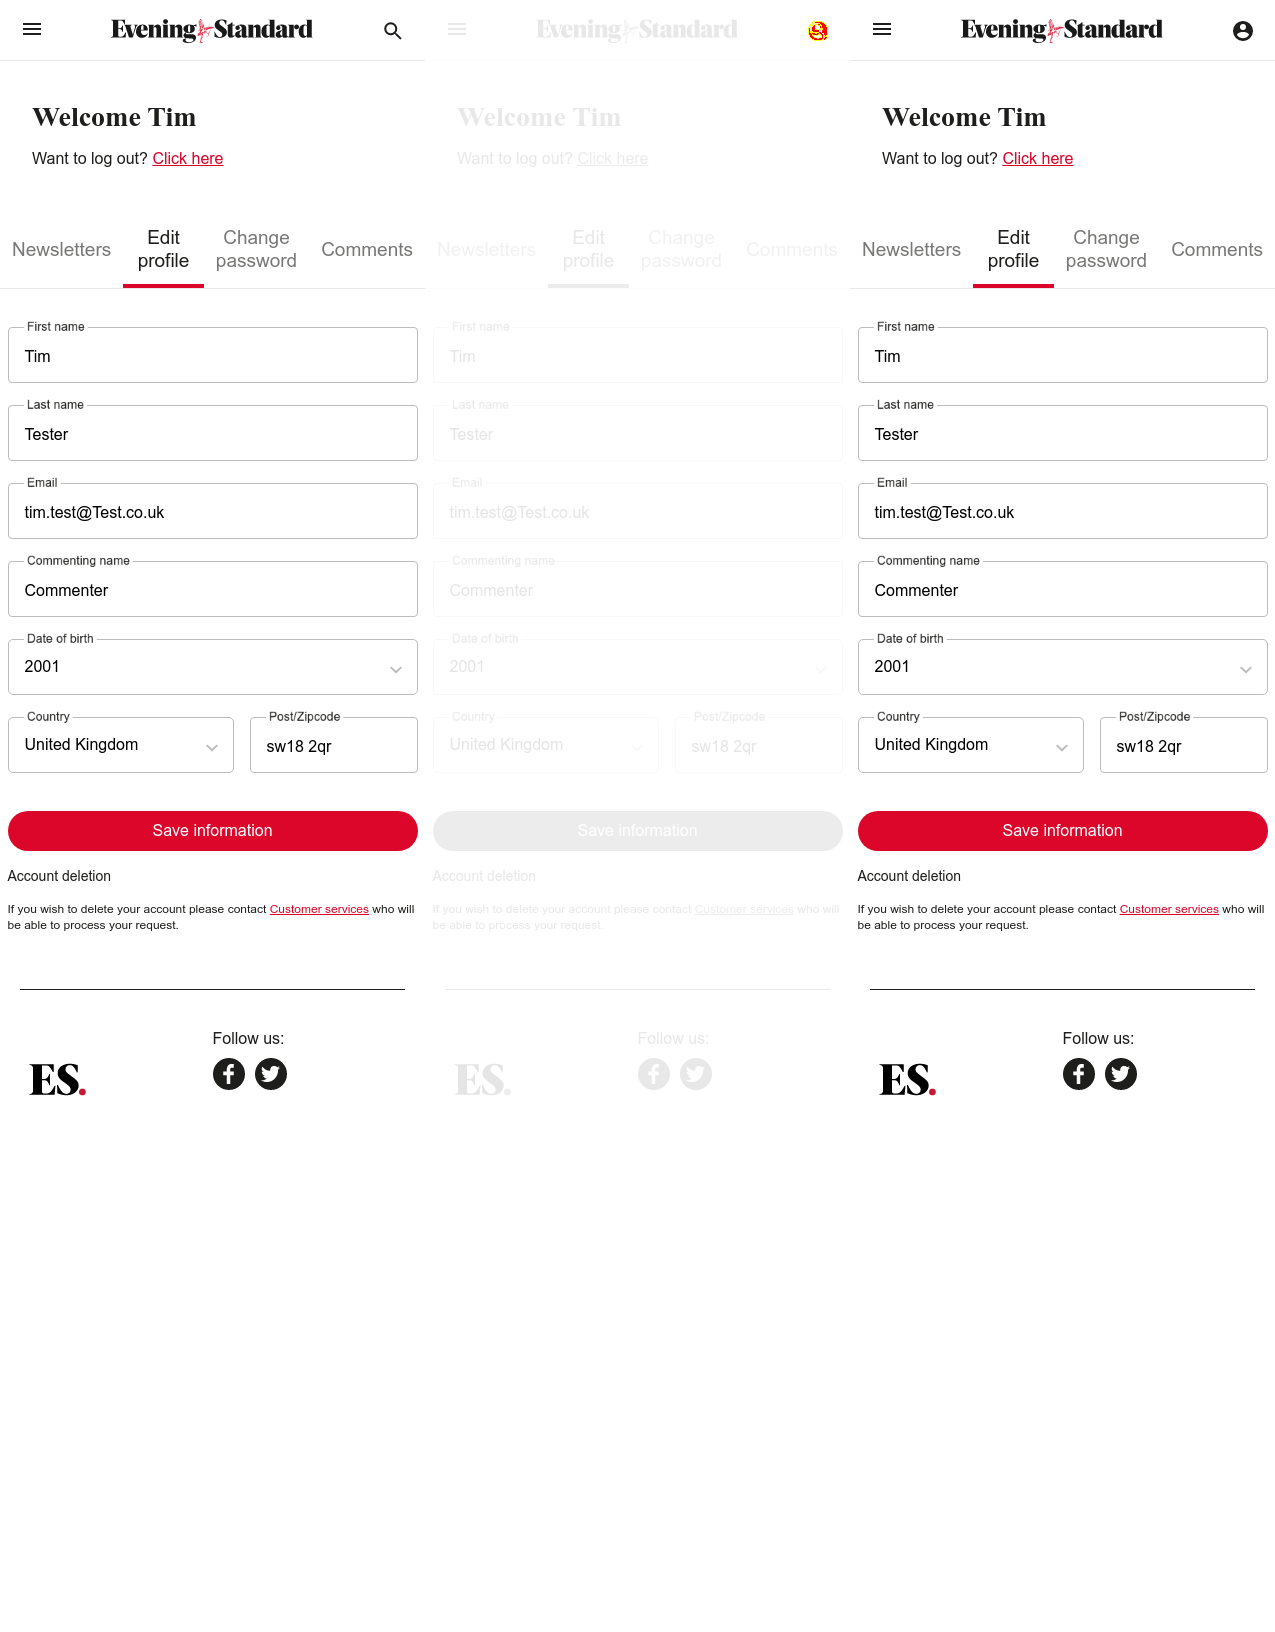 Evening Standard
Welcome Tim
Want to log out? Click here
Newsletters
Edit profile
Change password
Comments
First name
Tim
Last name
Tester
Email
tim.test@Test.co.uk
Commenting name
Commenter
Date of birth
2001
Country
United Kingdom
Post/Zipcode
sw18 2qr
Save information
Account deletion
If you wish to delete your account please contact Customer services who will
be able to process your request.
Follow us:
ES.
Evening Standard
Welcome Tim
Want to log out? Click here
Newsletters
Edit profile
Change password
Comments
First name
Tim
Last name
Tester
Email
tim.test@Test.co.uk
Commenting name
Commenter
Date of birth
2001
Country
United Kingdom
Post/Zipcode
sw18 2qr
Save information
Account deletion
If you wish to delete your account please contact Customer services who will
be able to process your request.
Follow us:
ES.
Evening Standard
Welcome Tim
Want to log out? Click here
Newsletters
Edit profile
Change password
Comments
First name
Tim
Last name
Tester
Email
tim.test@Test.co.uk
Commenting name
Commenter
Date of birth
2001
Country
United Kingdom
Post/Zipcode
sw18 2qr
Save information
Account deletion
If you wish to delete your account please contact Customer services who will
be able to process your request.
Follow us:
ES.